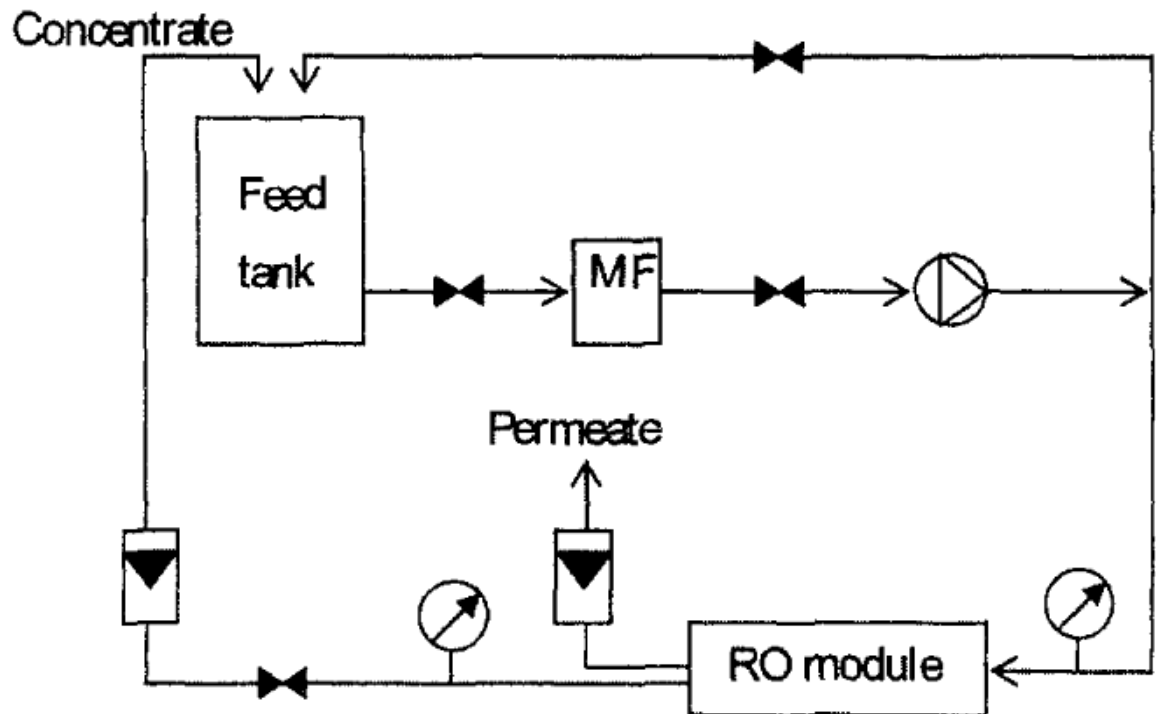 Concentrate
Feed
tank
MF
Permeate
RO module